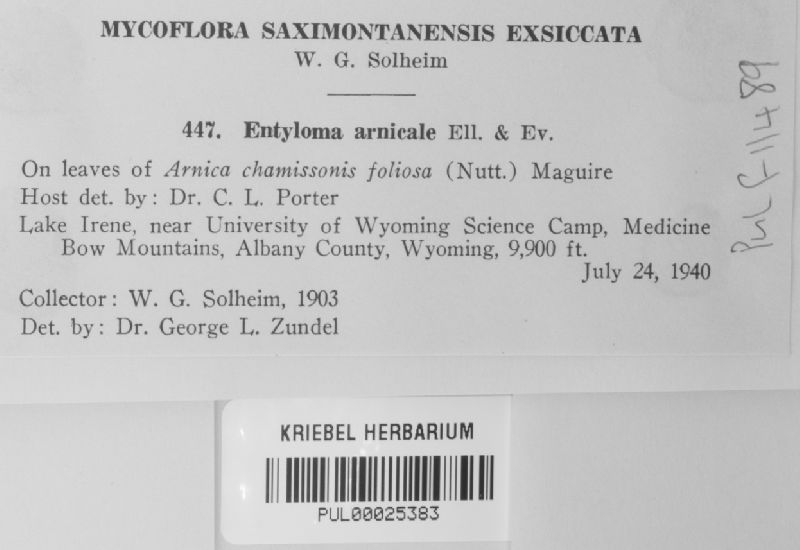 MYCOFLORA SAXIMONTANENSIS EXSICCATA
W. G. Solheim
447. Entyloma arnicale Ell. & Ev.
On leaves of Arnica chamissonis foliosa (Nutt.) Maguire
Host det. by: Dr. C. L. Porter
Lake Irene, near University of Wyoming Science Camp, Medicine
Bow Mountains, Albany County, Wyoming, 9,900 ft.
July 24, 1940
Collector: W. G. Solheim, 1903
Det. by: Dr. George L. Zundel
KRIEBEL HERBARIUM
PUL00025383